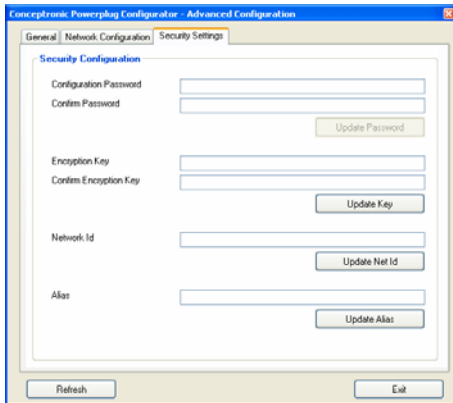 Conceptronic Powerplug Configurator - Advanced Configuration
General Network Configuration Security Settings
Security Configuration
Configuration Password
Confirm Password
Update Password
Encryption Key
Confirm Encryption Key
Update Key
Network Id
Update Net Id
Alias
Update Alias
Refresh Exit